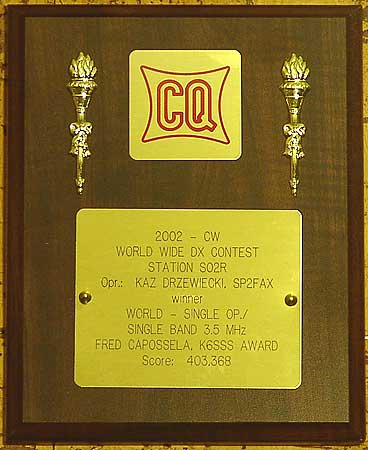 CQ
2002 - CW
WORLD WIDE DX CONTEST
STATION SO2R
Opr.: KAZ DRZEWIECKI, SP2FAX
winner
WORLD - SINGLE OP./
SINGLE BAND 3.5 MHz
FRED CAPOSSELA, K6SSS AWARD
Score: 403,368